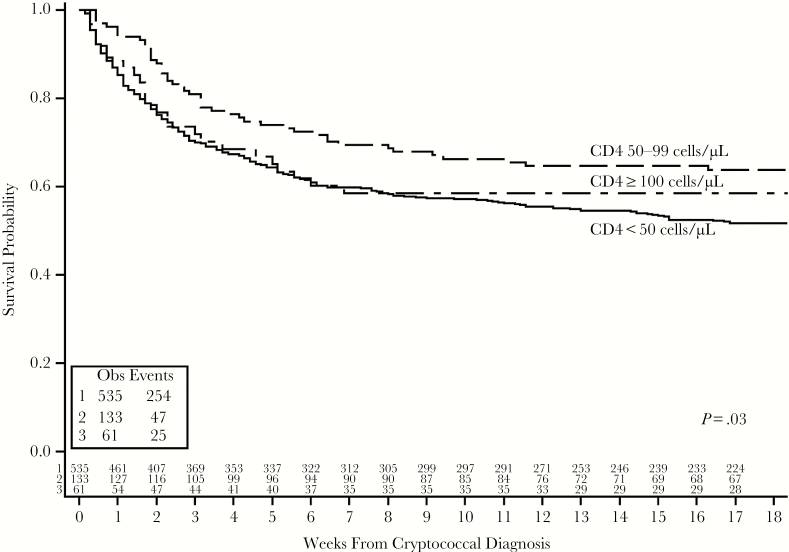 1.0
0.8
0.6
0.4
0.2
0.0
Survival Probability
CD4 50–99 cells/μL
CD4 ≥ 100 cells/μL
CD4 < 50 cells/μL
Obs Events
1 535 254
2 133 47
3 61 25
P = .03
1 535 461 407 369 353 337 322 312 305 299 297 291 271 253 246 239 233 224
2 133 127 116 105 99 96 94 90 90 87 85 84 76 72 71 69 68 67
3 61 54 47 44 41 40 37 35 35 35 35 35 33 29 29 29 29 28
0 1 2 3 4 5 6 7 8 9 10 11 12 13 14 15 16 17 18
Weeks From Cryptococcal Diagnosis